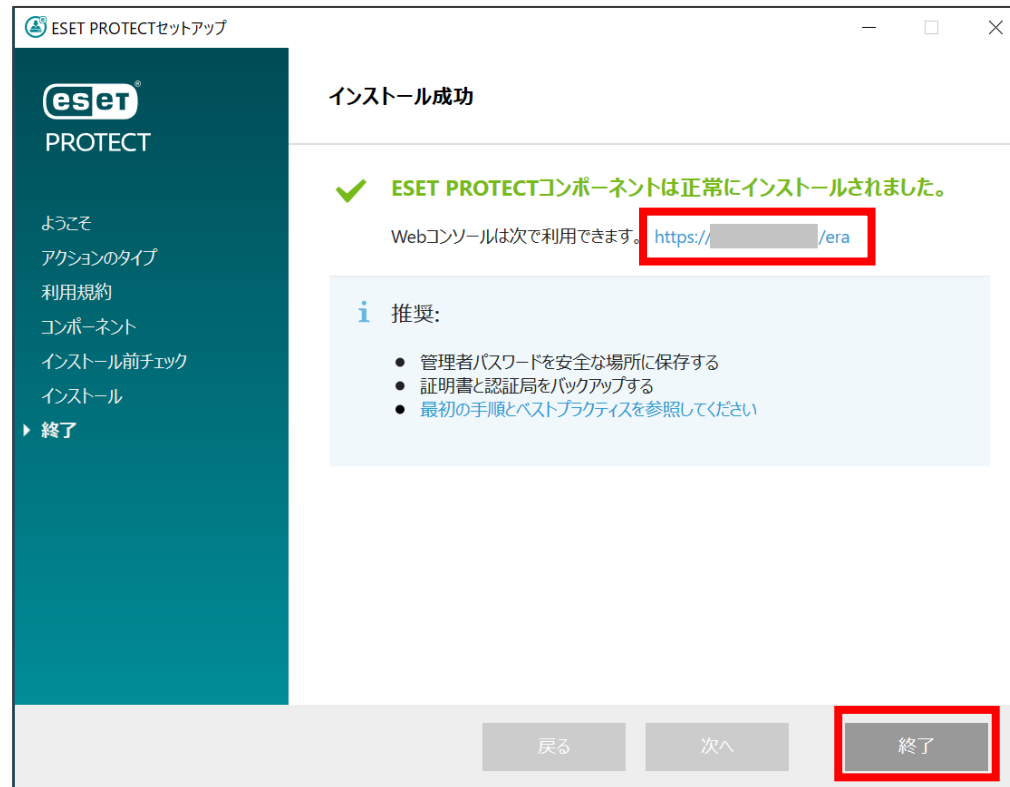 ESET PROTECTセットアップ
eset®
PROTECT
ようこそ
アクションのタイプ
利用規約
コンポーネント
インストール前チェック
インストール
終了
インストール成功
ESET PROTECTコンポーネントは正常にインストールされました。
Webコンソールは次で利用できます。 https:// /era
推奨:
● 管理者パスワードを安全な場所に保存する
● 証明書と認証局をバックアップする
● 最初の手順とベストプラクティスを参照してください
戻る
次へ
終了